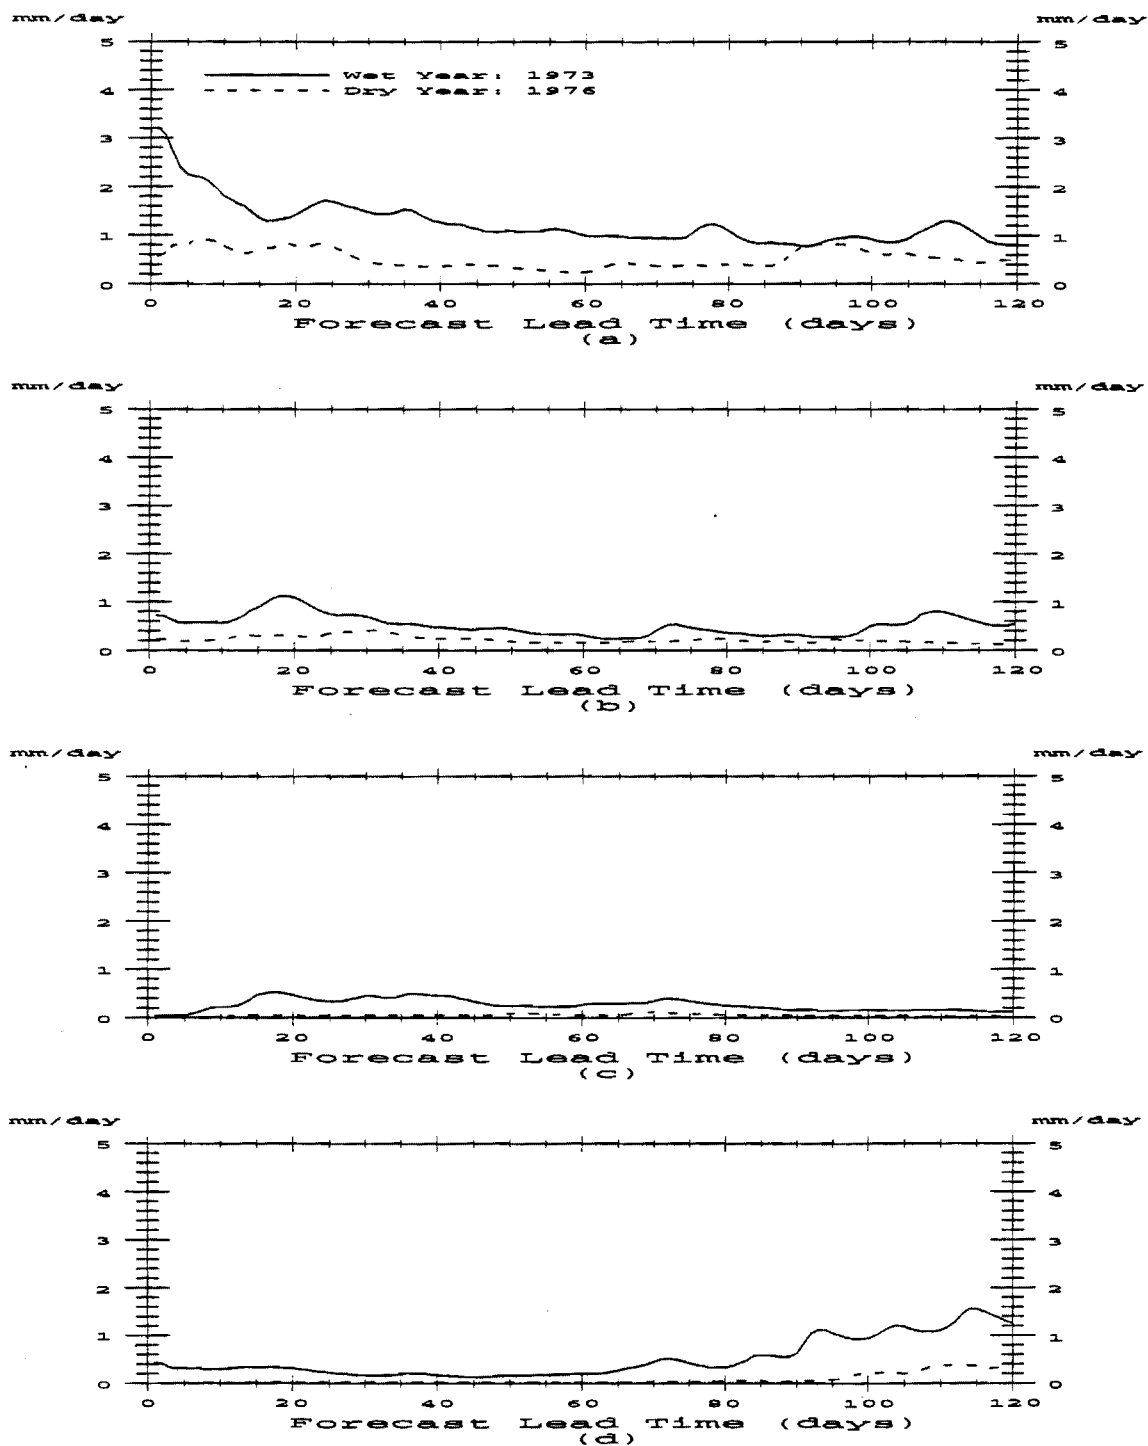 mm/day mm/day
5 5
Wet Year: 1973
4 Dry Year: 1976 4
3 3
2 2
1 1
0 0
0 20 40 60 80 100 120
Forecast Lead Time (days)
(a)
mm/day mm/day
5 5
4 4
3 3
2 2
1 1
0 0
0 20 40 60 80 100 120
Forecast Lead Time (days)
(b)
mm/day mm/day
5 5
4 4
3 3
2 2
1 1
0 0
0 20 40 60 80 100 120
Forecast Lead Time (days)
(c)
mm/day mm/day
5 5
4 4
3 3
2 2
1 1
0 0
0 20 40 60 80 100 120
Forecast Lead Time (days)
(d)